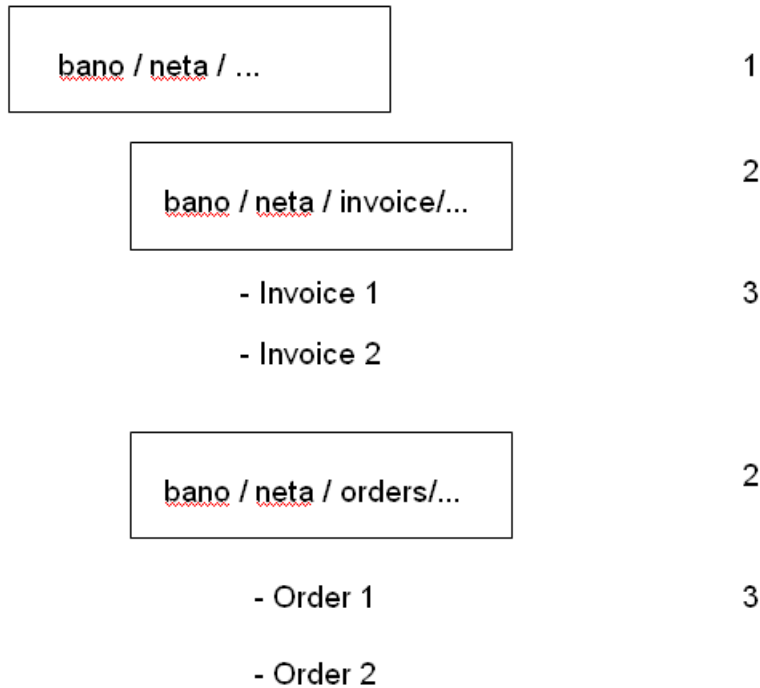 bano / neta / ... 1
2
bano / neta / invoice/...
- Invoice 1 3
- Invoice 2
2
bano / neta / orders/...
- Order 1 3
- Order 2